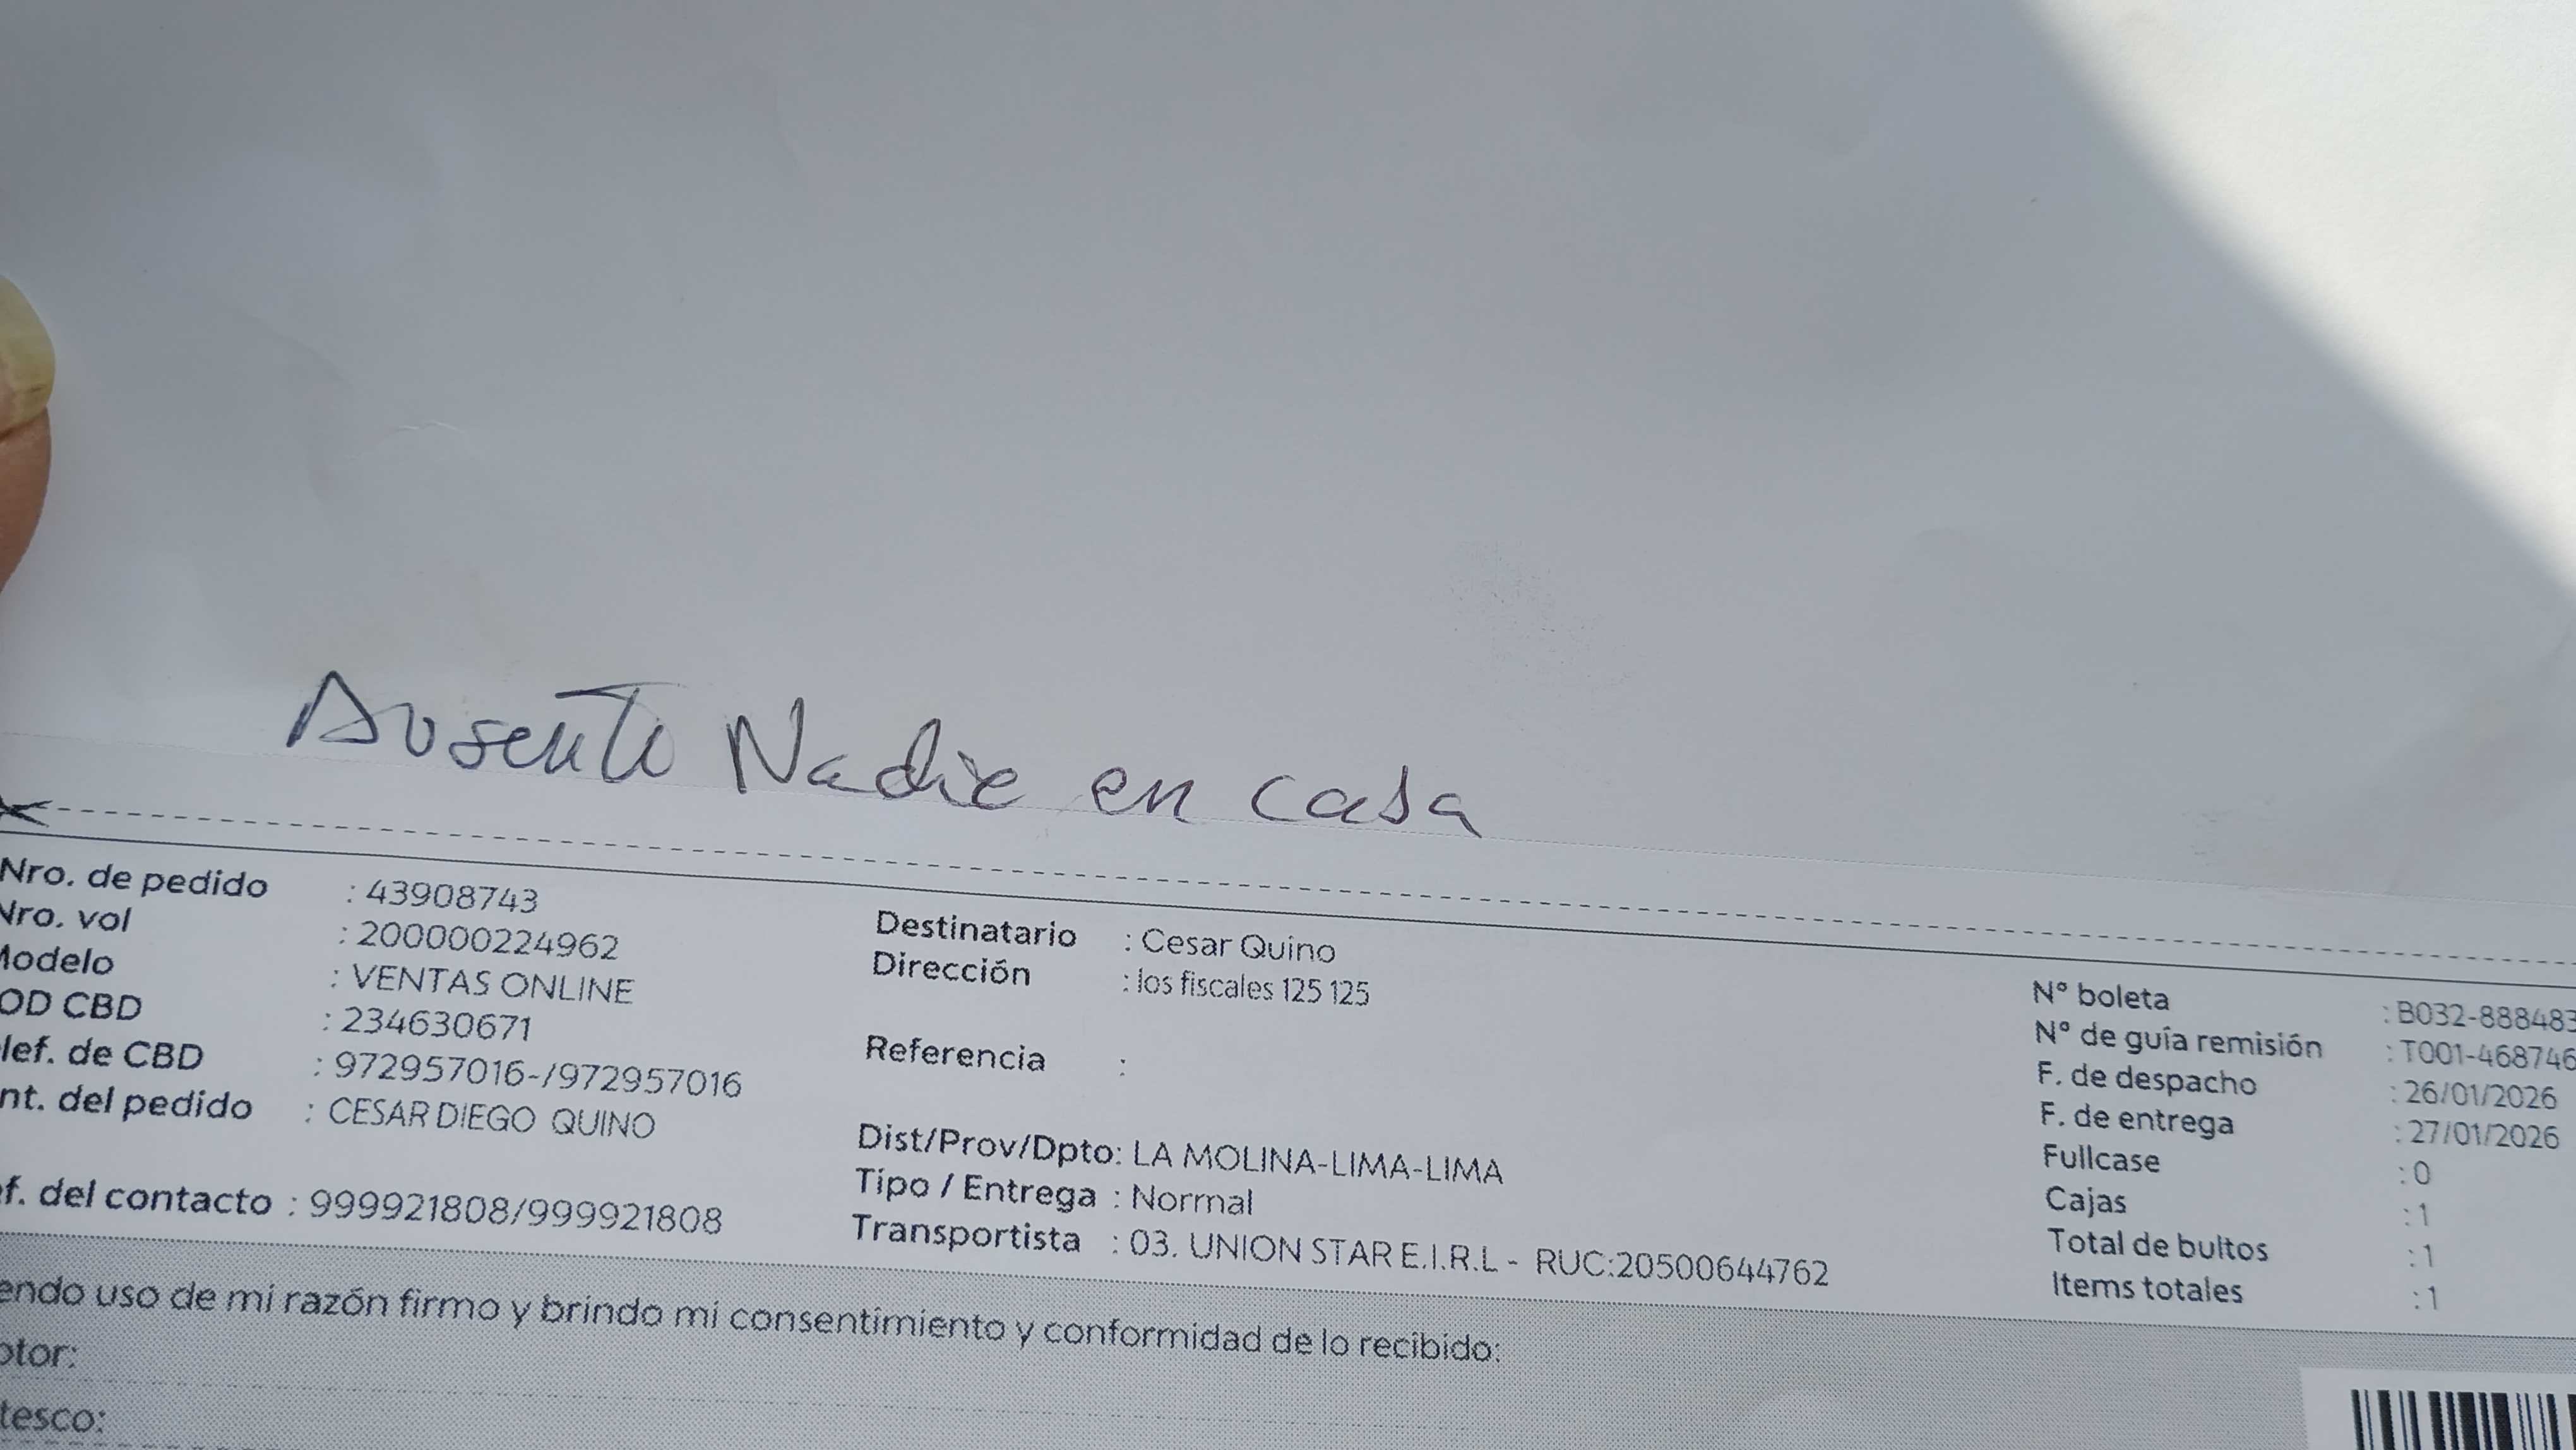 Ausente Nadie en casa
Nro. de pedido : 43908743
Nro. vol : 200000224962
Modelo : VENTAS ONLINE
OD CBD : 234630671
lef. de CBD : 972957016-/972957016
nt. del pedido : CESAR DIEGO QUINO
f. del contacto : 999921808/999921808
Destinatario : Cesar Quino
Dirección : los fiscales 125 125
Referencia :
Dist/Prov/Dpto: LA MOLINA-LIMA-LIMA
Tipo / Entrega : Normal
Transportista : 03. UNION STAR E.I.R.L - RUC:20500644762
N° boleta : B032-888483
N° de guía remisión : T001-468746
F. de despacho : 26/01/2026
F. de entrega : 27/01/2026
Fullcase : 0
Cajas : 1
Total de bultos : 1
Items totales : 1
endo uso de mi razón firmo y brindo mi consentimiento y conformidad de lo recibido:
ptor:
tesco: